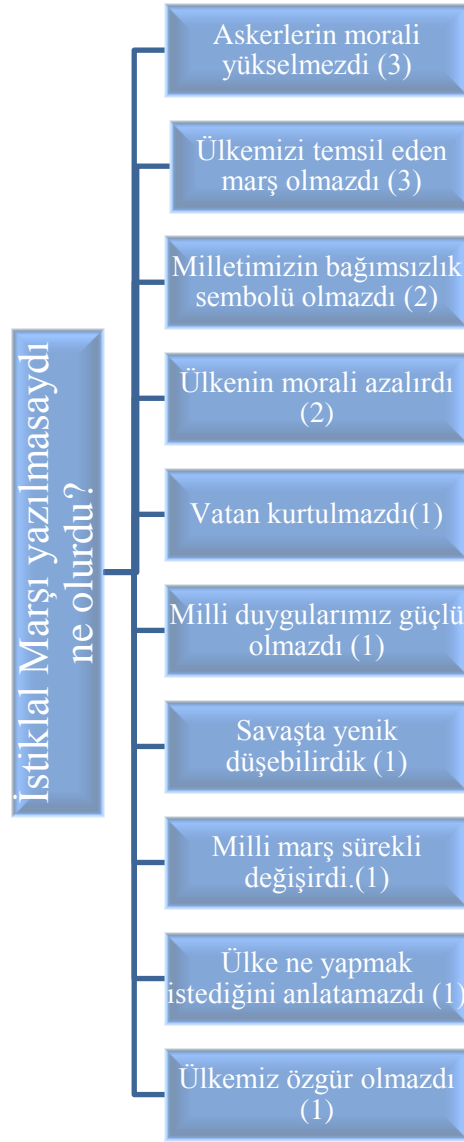 İstiklal Marşı yazılmasaydı
ne olurdu?
Askerlerin morali
yükselmezdi (3)
Ülkemizi temsil eden
marş olmazdı (3)
Milletimizin bağımsızlık
sembolü olmazdı (2)
Ülkenin morali azalırdı
(2)
Vatan kurtulmazdı(1)
Milli duygularımız güçlü
olmazdı (1)
Savaşta yenik
düşebilirdik (1)
Milli marş sürekli
değişirdi.(1)
Ülke ne yapmak
istediğini anlatamazdı (1)
Ülkemiz özgür olmazdı
(1)